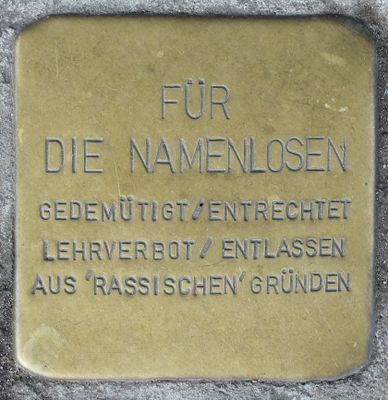 FÜR
DIE NAMENLOSEN
GEDEMÜTIGT/ENTRECHTET
LEHRVERBOT/ ENTLASSEN
AUS 'RASSISCHEN' GRÜNDEN